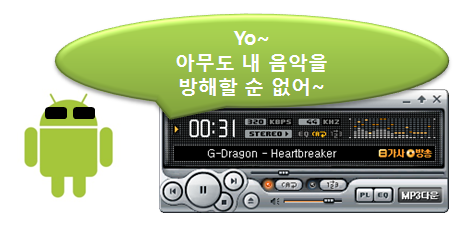 Yo~
아무도 내 음악을
방해할 순 없어~
00:31
320 KBPS
44 KHZ
STEREO
EQ
G-Dragon - Heartbreaker
가사
방송
PL
EQ
MP3다운